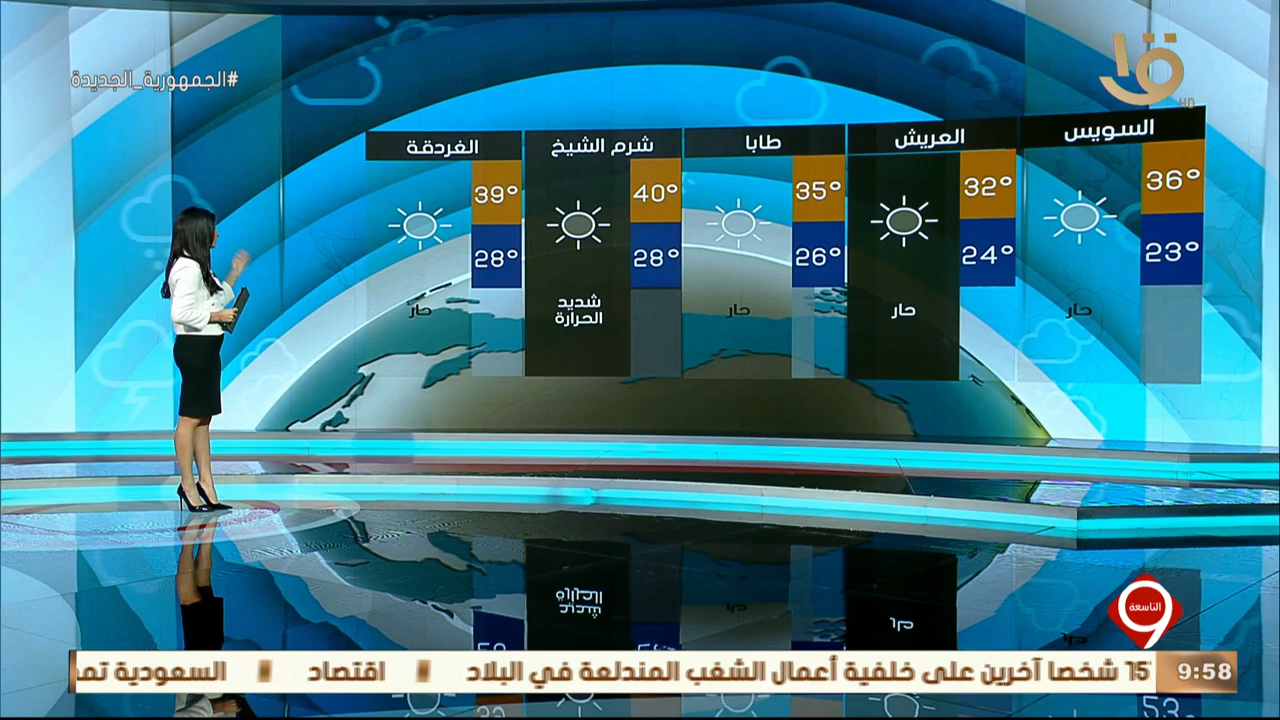 #الجمهورية_الجديدة
HD
السويس
36°
23°
حار
العريش
32°
24°
حار
طابا
35°
26°
حار
شرم الشيخ
40°
28°
شديد
الحرارة
الغردقة
39°
28°
حار
التاسعة
9
9:58
15 شخصا آخرين على خلفية أعمال الشغب المندلعة في البلاد ▮ اقتصاد ▮ السعودية